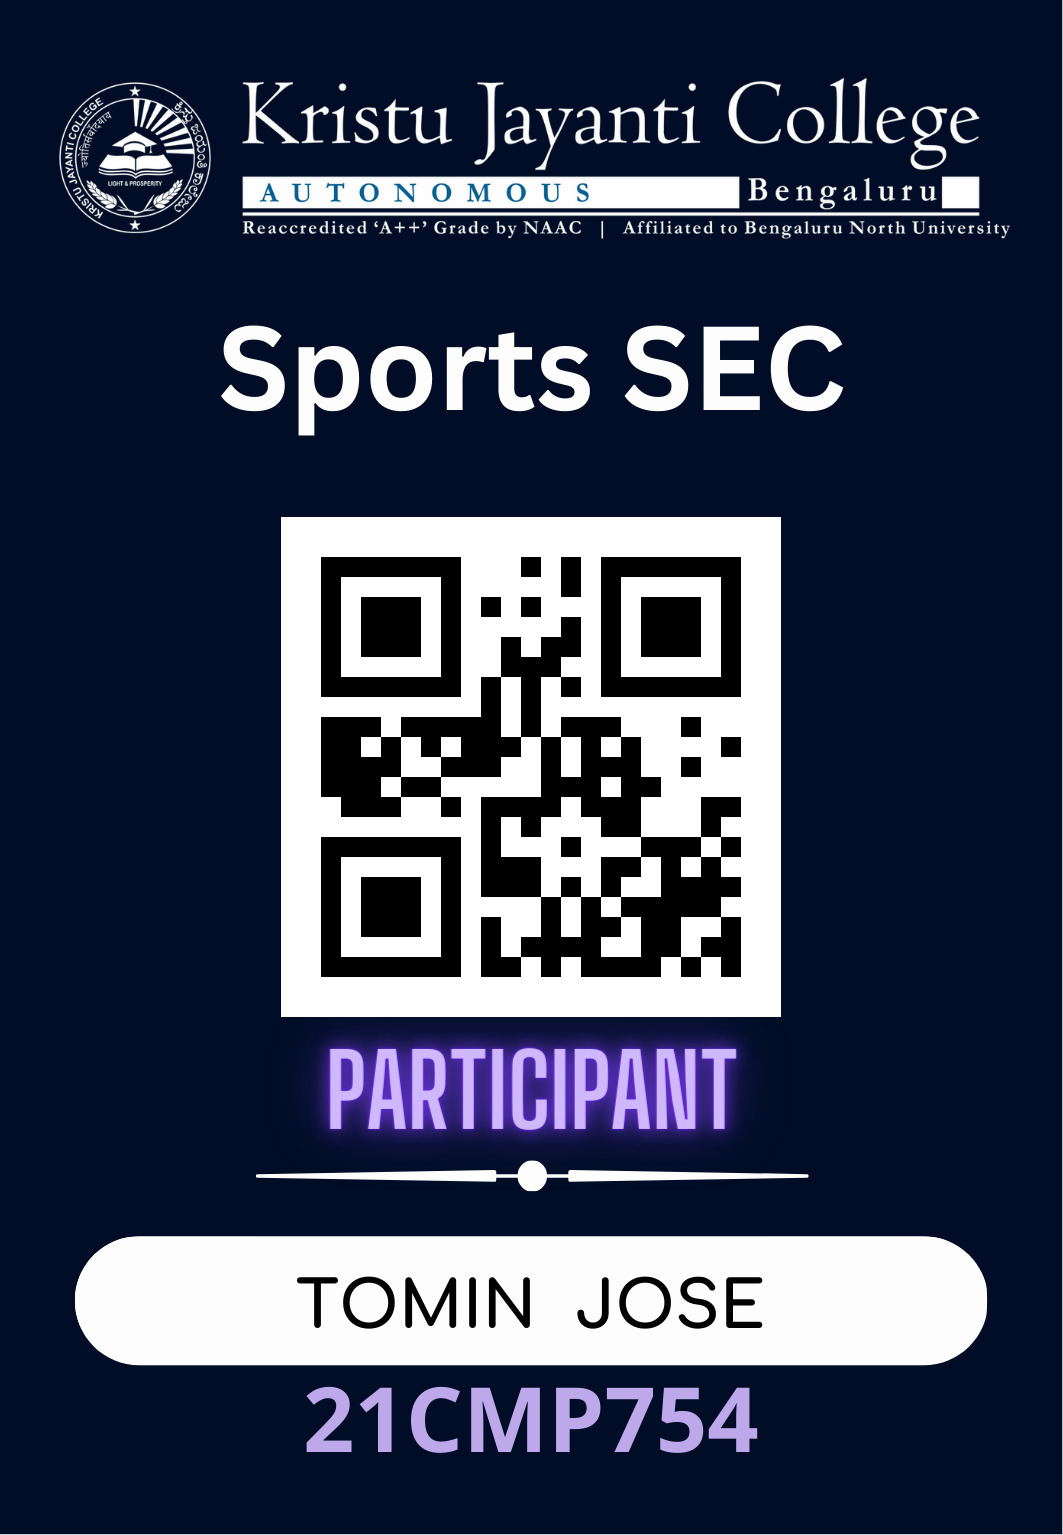 KRISTU JAYANTI COLLEGE
ಕ್ರಿಸ್ತು ಜಯಂತಿ ಕಾಲೇಜು
LIGHT & PROSPERITY
Kristu Jayanti College
AUTONOMOUS Bengaluru
Reaccredited ‘A++’ Grade by NAAC | Affiliated to Bengaluru North University
Sports SEC
PARTICIPANT
TOMIN JOSE
21CMP754